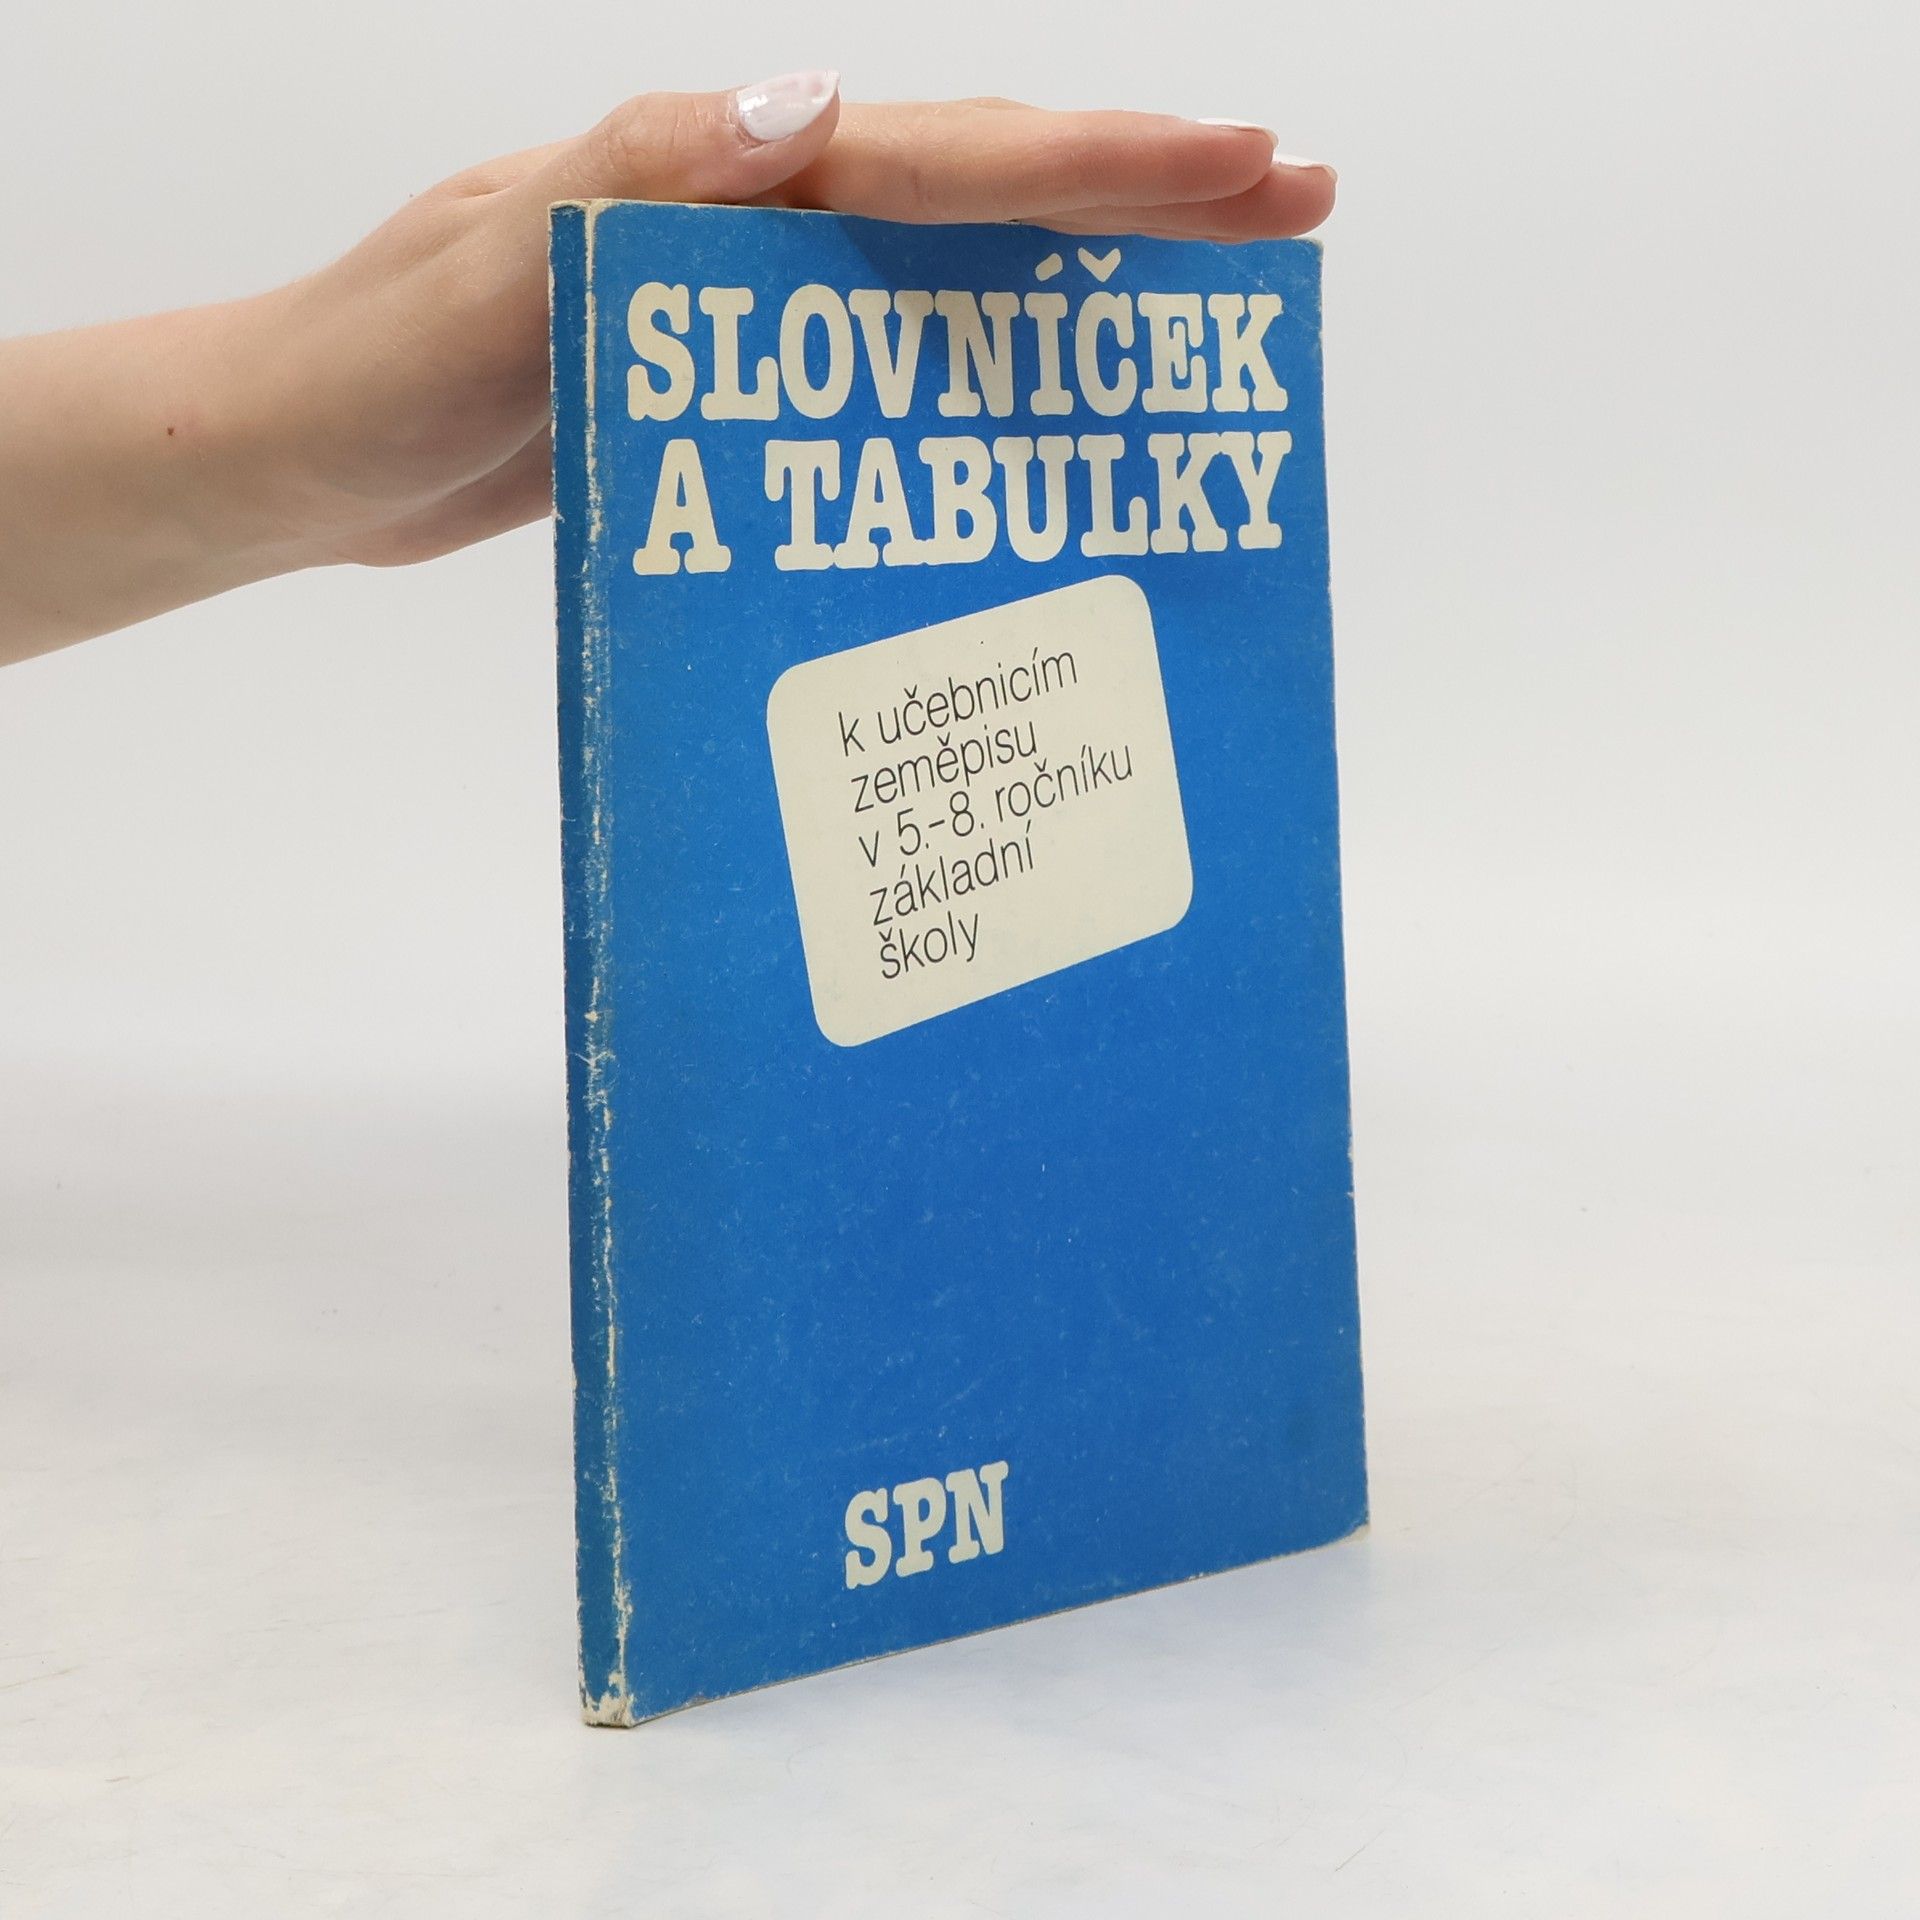 SLOVNÍČEK
A TABULKY
k učebnicím
zeměpisu
v 5.-8. ročníku
základní
školy
SPN